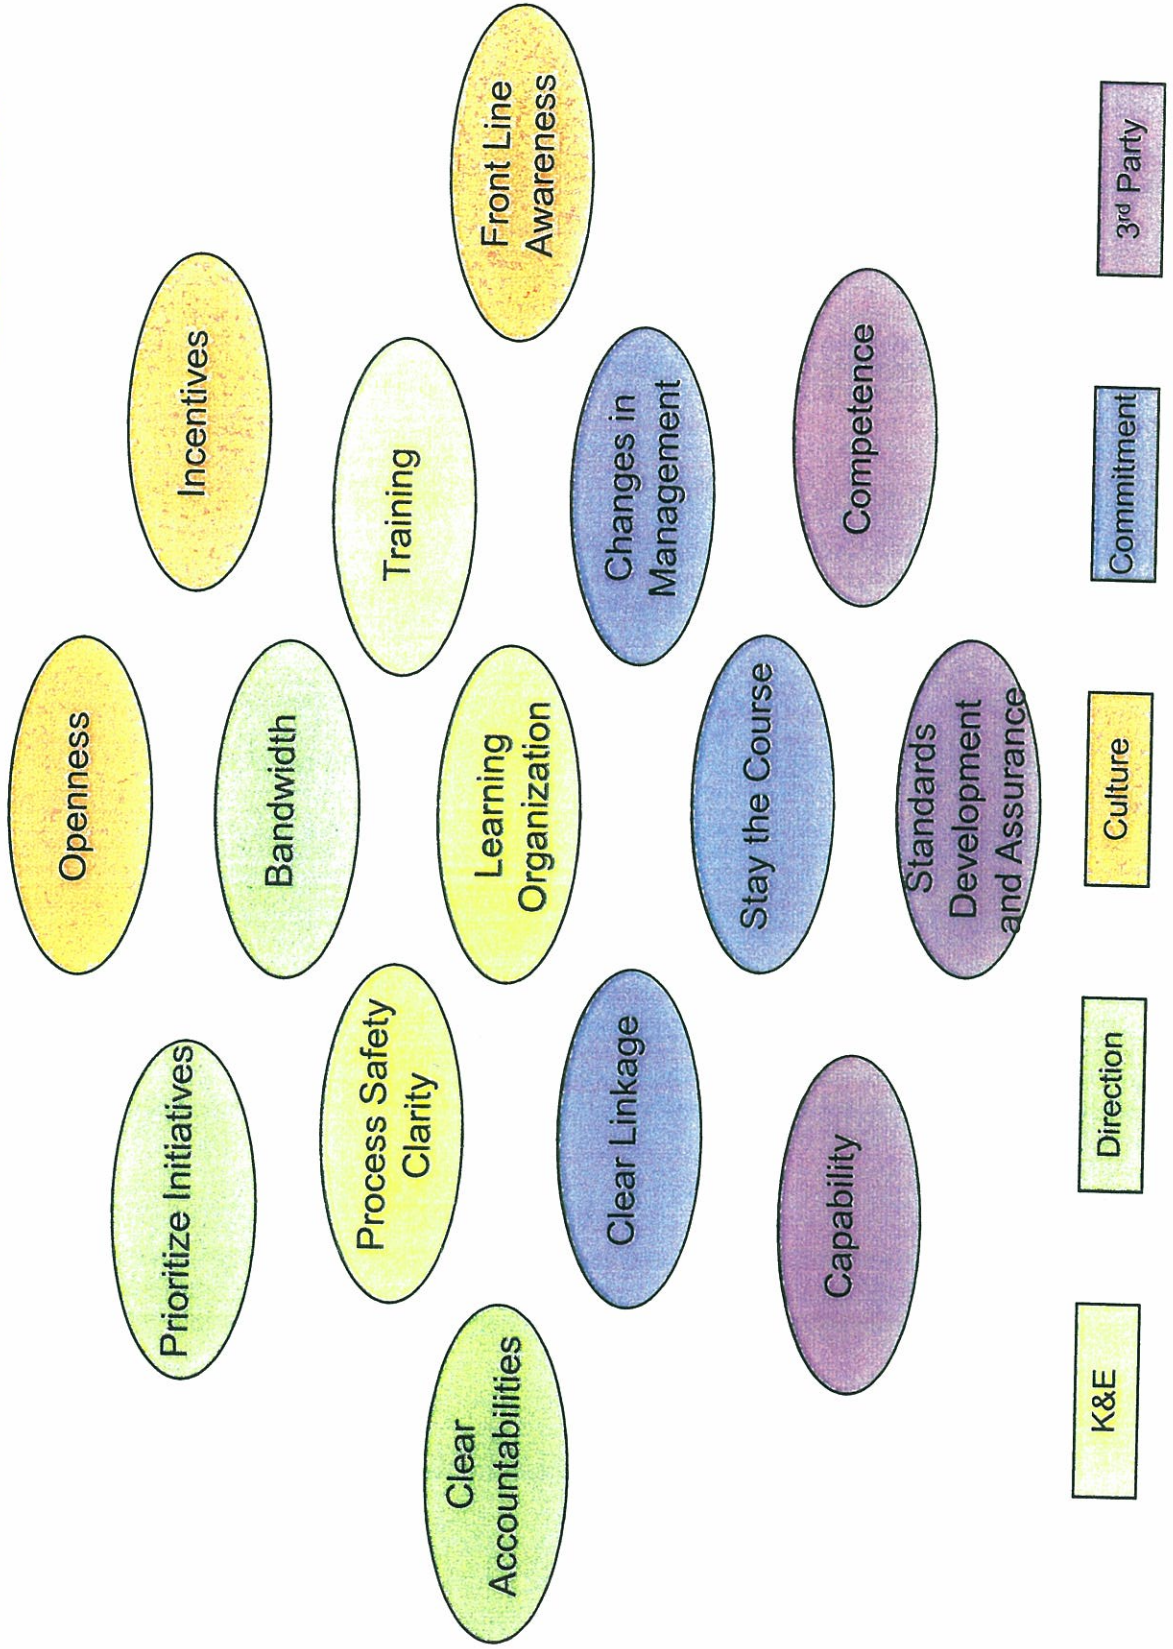 Openness
Prioritize Initiatives
Incentives
Bandwidth
Process Safety
Clarity
Training
Clear
Accountabilities
Learning
Organization
Front Line
Awareness
Clear Linkage
Changes in
Management
Stay the Course
Capability
Competence
Standards
Development
and Assurance
K&E
Direction
Culture
Commitment
3rd Party